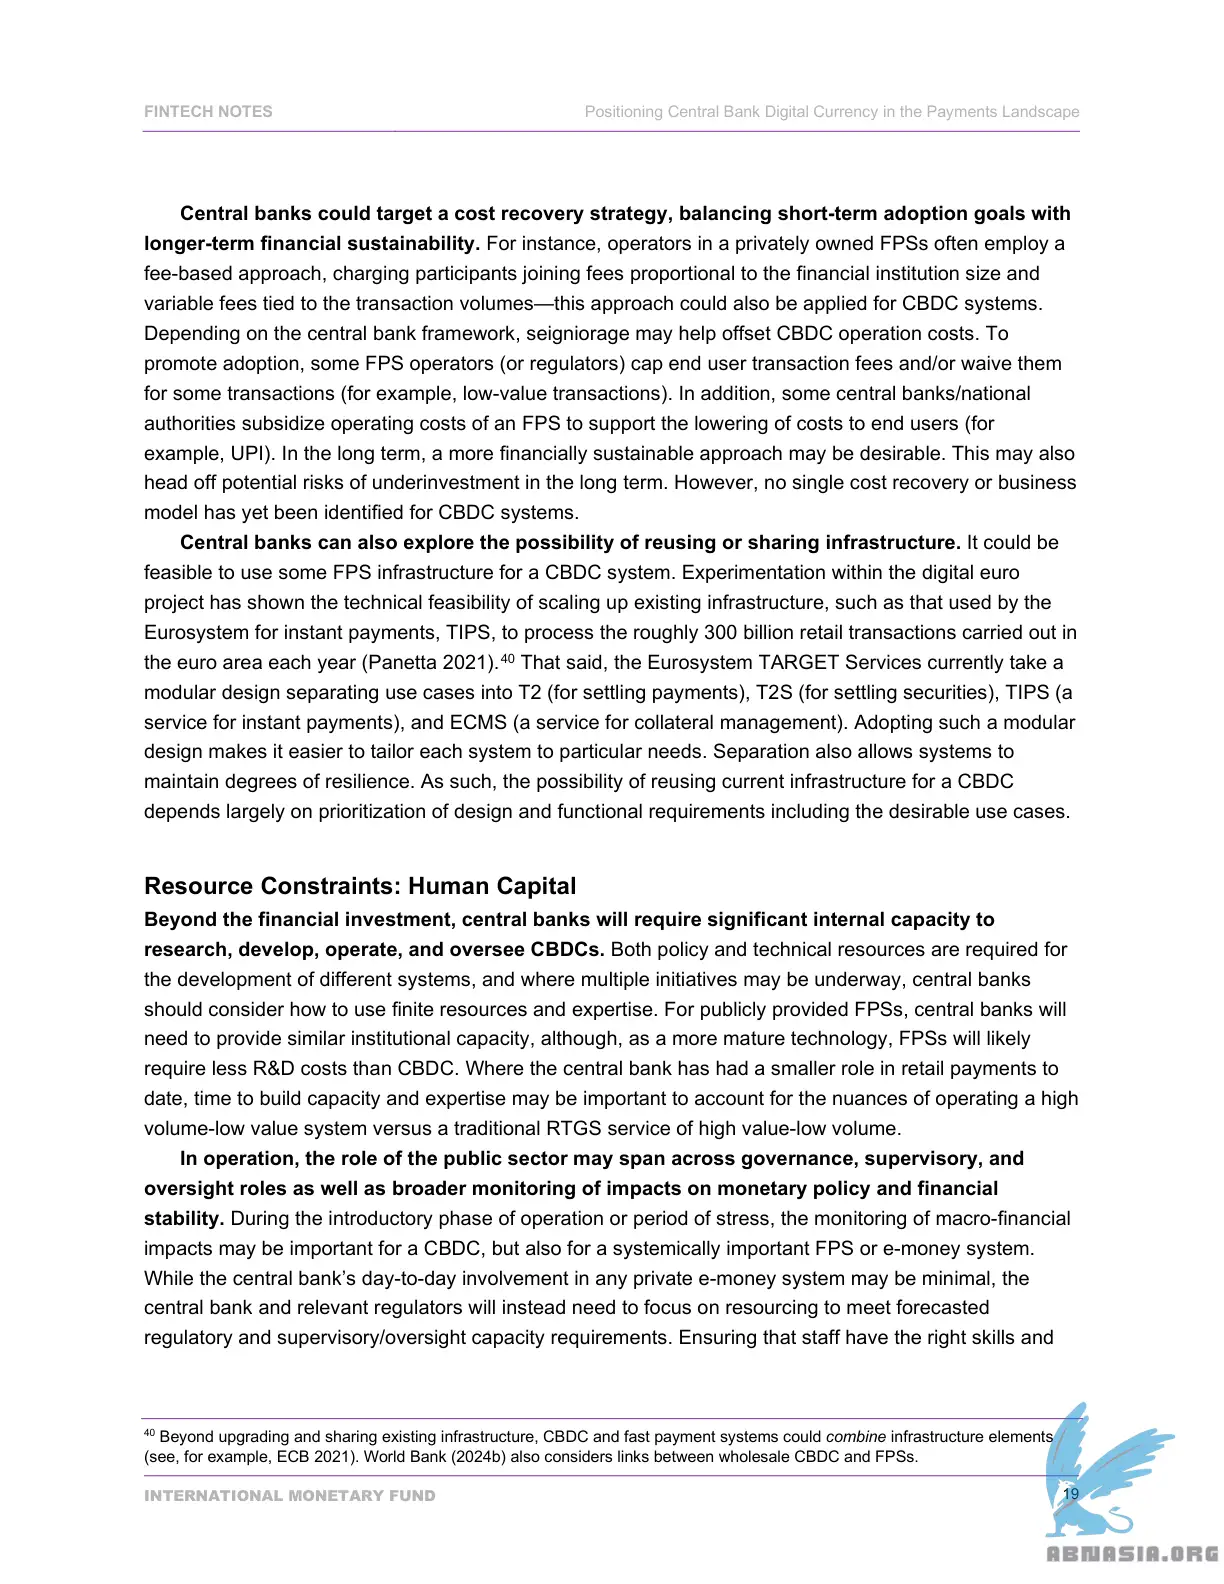 FINTECH NOTES
Positioning Central Bank Digital Currency in the Payments Landscape
Central banks could target a cost recovery strategy, balancing short-term adoption goals with
longer-term financial sustainability. For instance, operators in a privately owned FPSs often employ a
fee-based approach, charging participants joining fees proportional to the financial institution size and
variable fees tied to the transaction volumes—this approach could also be applied for CBDC systems.
Depending on the central bank framework, seigniorage may help offset CBDC operation costs. To
promote adoption, some FPS operators (or regulators) cap end user transaction fees and/or waive them
for some transactions (for example, low-value transactions). In addition, some central banks/national
authorities subsidize operating costs of an FPS to support the lowering of costs to end users (for
example, UPI). In the long term, a more financially sustainable approach may be desirable. This may also
head off potential risks of underinvestment in the long term. However, no single cost recovery or business
model has yet been identified for CBDC systems.
Central banks can also explore the possibility of reusing or sharing infrastructure. It could be
feasible to use some FPS infrastructure for a CBDC system. Experimentation within the digital euro
project has shown the technical feasibility of scaling up existing infrastructure, such as that used by the
Eurosystem for instant payments, TIPS, to process the roughly 300 billion retail transactions carried out in
the euro area each year (Panetta 2021).40 That said, the Eurosystem TARGET Services currently take a
modular design separating use cases into T2 (for settling payments), T2S (for settling securities), TIPS (a
service for instant payments), and ECMS (a service for collateral management). Adopting such a modular
design makes it easier to tailor each system to particular needs. Separation also allows systems to
maintain degrees of resilience. As such, the possibility of reusing current infrastructure for a CBDC
depends largely on prioritization of design and functional requirements including the desirable use cases.
Resource Constraints: Human Capital
Beyond the financial investment, central banks will require significant internal capacity to
research, develop, operate, and oversee CBDCs. Both policy and technical resources are required for
the development of different systems, and where multiple initiatives may be underway, central banks
should consider how to use finite resources and expertise. For publicly provided FPSs, central banks will
need to provide similar institutional capacity, although, as a more mature technology, FPSs will likely
require less R&D costs than CBDC. Where the central bank has had a smaller role in retail payments to
date, time to build capacity and expertise may be important to account for the nuances of operating a high
volume-low value system versus a traditional RTGS service of high value-low volume.
In operation, the role of the public sector may span across governance, supervisory, and
oversight roles as well as broader monitoring of impacts on monetary policy and financial
stability. During the introductory phase of operation or period of stress, the monitoring of macro-financial
impacts may be important for a CBDC, but also for a systemically important FPS or e-money system.
While the central bank’s day-to-day involvement in any private e-money system may be minimal, the
central bank and relevant regulators will instead need to focus on resourcing to meet forecasted
regulatory and supervisory/oversight capacity requirements. Ensuring that staff have the right skills and
40 Beyond upgrading and sharing existing infrastructure, CBDC and fast payment systems could combine infrastructure elements
(see, for example, ECB 2021). World Bank (2024b) also considers links between wholesale CBDC and FPSs.
INTERNATIONAL MONETARY FUND
19
ABNASIA.ORG